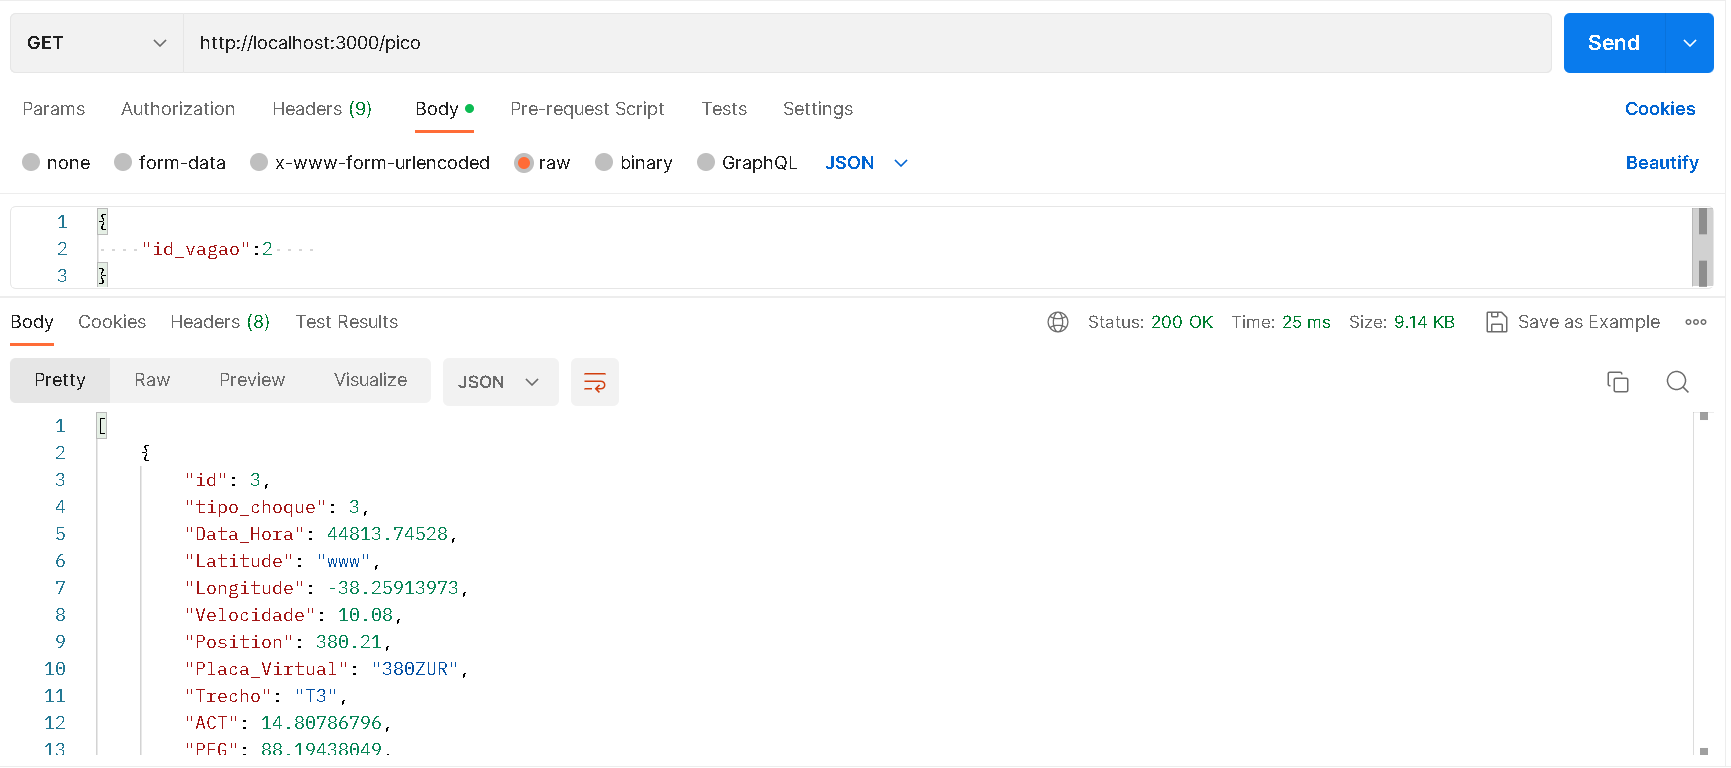 GET http://localhost:3000/pico Send
Params Authorization Headers (9) Body Pre-request Script Tests Settings Cookies
none form-data x-www-form-urlencoded raw binary GraphQL JSON Beautify
1 {
2 "id_vagao":2
3 }
Body Cookies Headers (8) Test Results Status: 200 OK Time: 25 ms Size: 9.14 KB Save as Example
Pretty Raw Preview Visualize JSON
1 [
2 {
3 "id": 3,
4 "tipo_choque": 3,
5 "Data_Hora": 44813.74528,
6 "Latitude": "www",
7 "Longitude": -38.25913973,
8 "Velocidade": 10.08,
9 "Position": 380.21,
10 "Placa_Virtual": "380ZUR",
11 "Trecho": "T3",
12 "ACT": 14.80786796,
13 "PEG": 88.19438049,